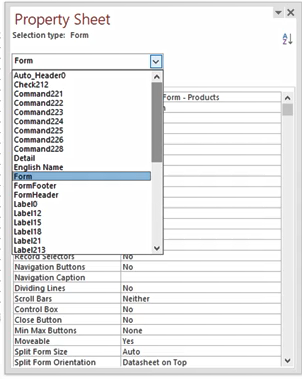 Property Sheet
Selection type: Form
Form
Auto_Header0
Check212
Command221
Command222
Command223
Command224
Command225
Command226
Command228
Detail
English Name
Form
FormFooter
FormHeader
Label0
Label12
Label15
Label18
Label21
Label213
Form - Products
Record Selectors No
Navigation Buttons No
Navigation Caption
Dividing Lines No
Scroll Bars Neither
Control Box No
Close Button No
Min Max Buttons None
Moveable Yes
Split Form Size Auto
Split Form Orientation Datasheet on Top